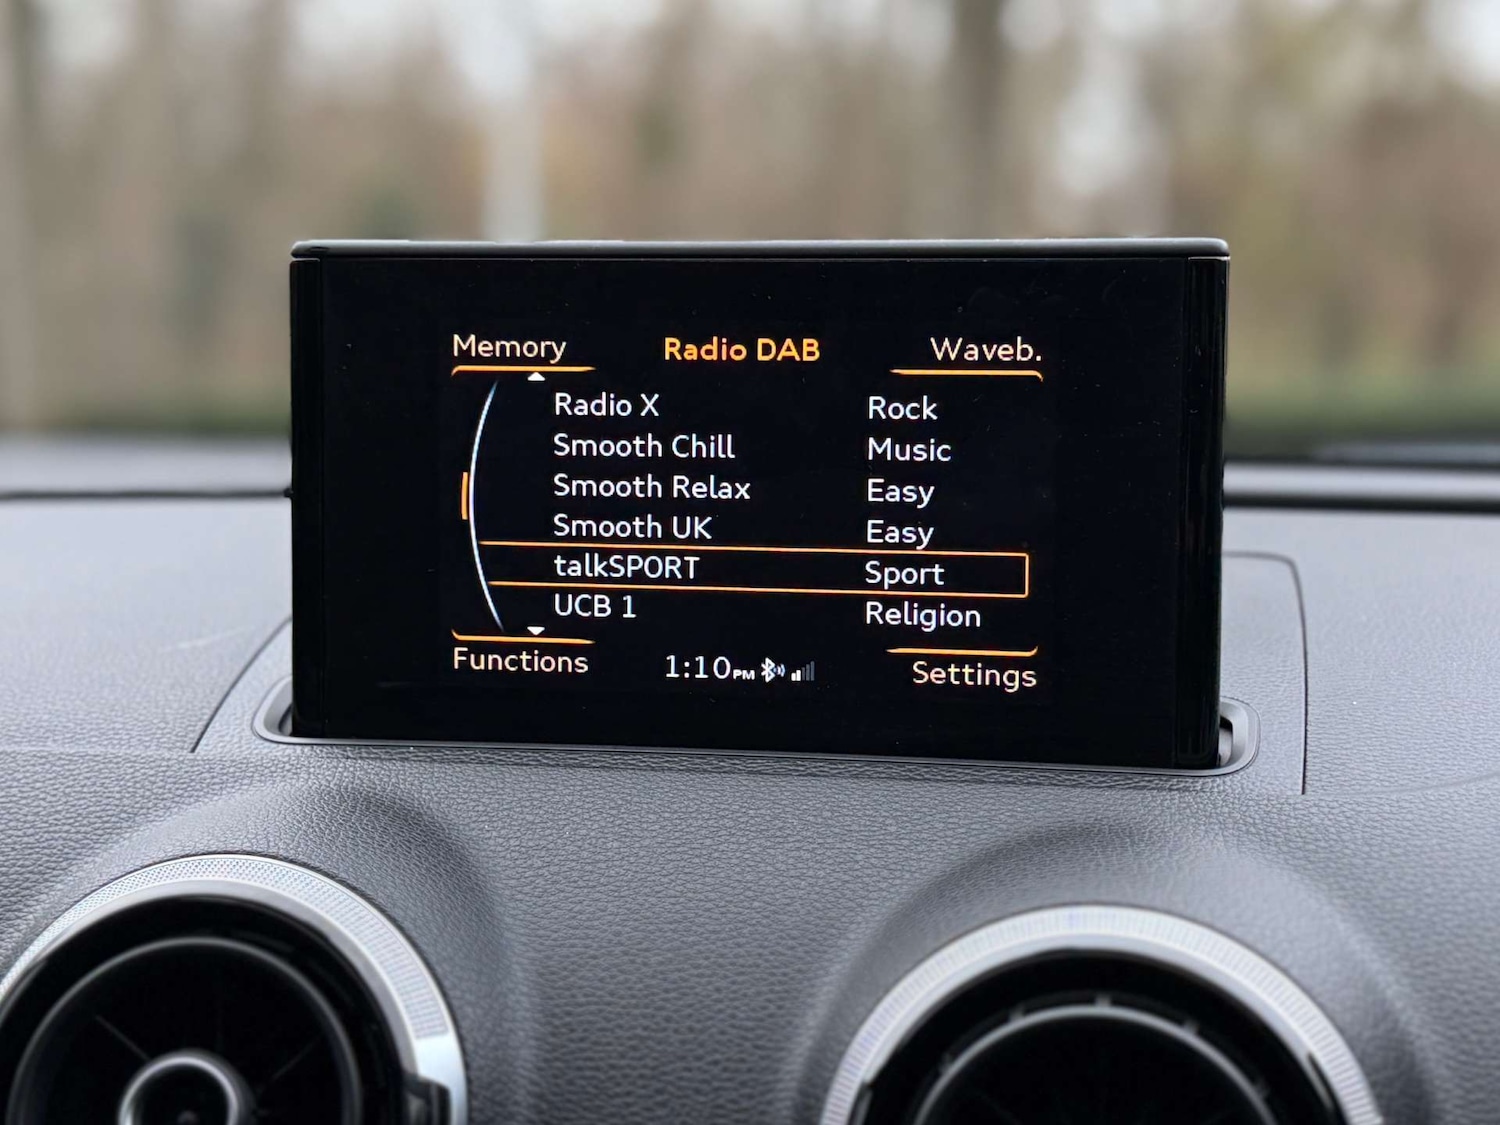 Memory Radio DAB Waveb.
Radio X Rock
Smooth Chill Music
Smooth Relax Easy
Smooth UK Easy
talkSPORT Sport
UCB 1 Religion
Functions 1:10PM Settings